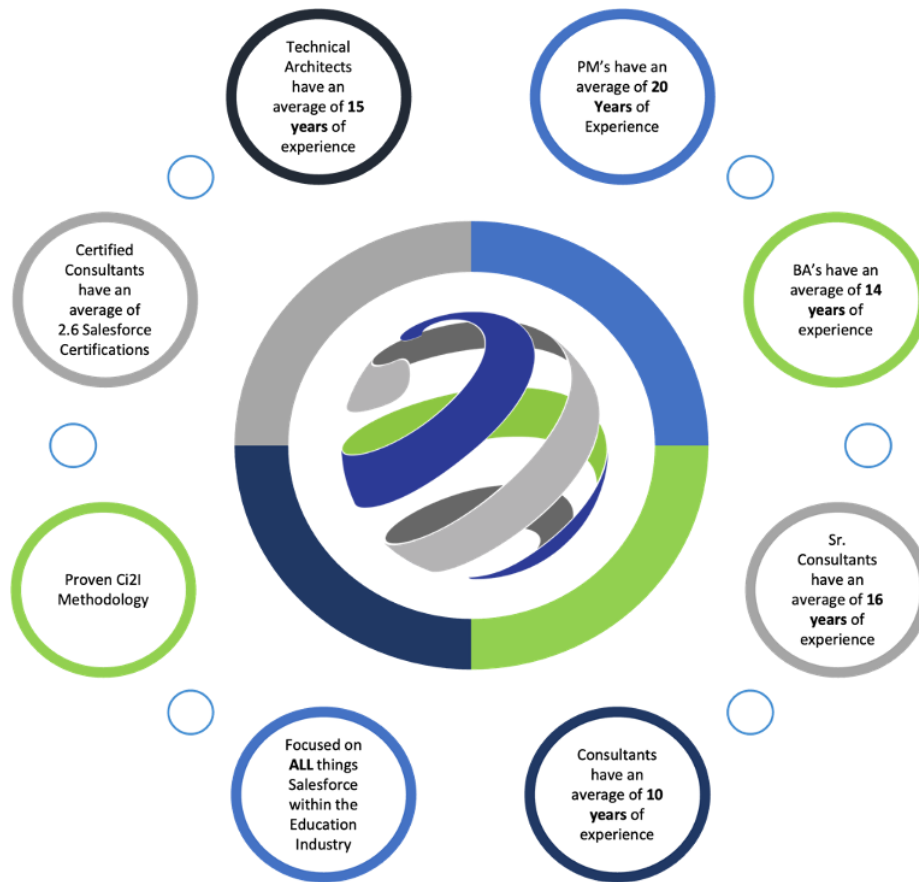 Technical
Architects
have an
average of 15
years of
experience
PM's have an
average of 20
Years of
Experience
Certified
Consultants
have an
average of
2.6 Salesforce
Certifications
BA's have an
average of 14
years of
experience
Proven Ci2I
Methodology
Sr.
Consultants
have an
average of 16
years of
experience
Focused on
ALL things
Salesforce
within the
Education
Industry
Consultants
have an
average of 10
years of
experience